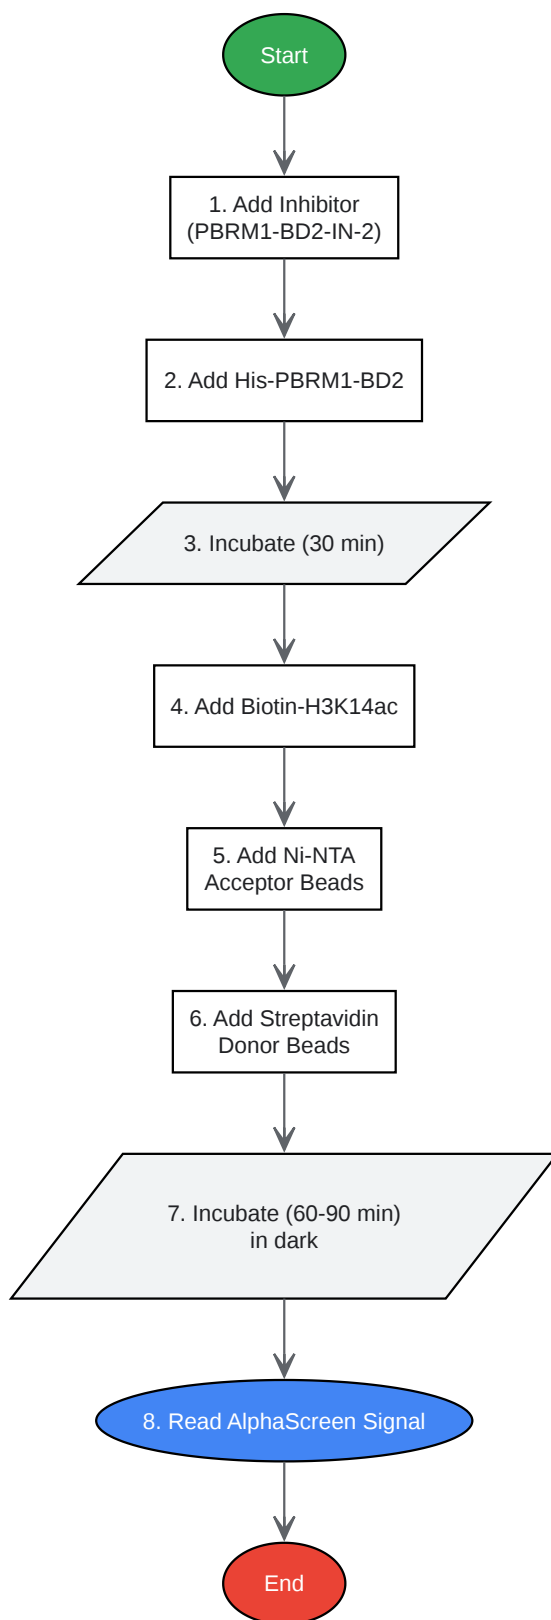 Start
1. Add Inhibitor
(PBRM1-BD2-IN-2)
2. Add His-PBRM1-BD2
3. Incubate (30 min)
4. Add Biotin-H3K14ac
5. Add Ni-NTA
Acceptor Beads
6. Add Streptavidin
Donor Beads
7. Incubate (60-90 min)
in dark
8. Read AlphaScreen Signal
End